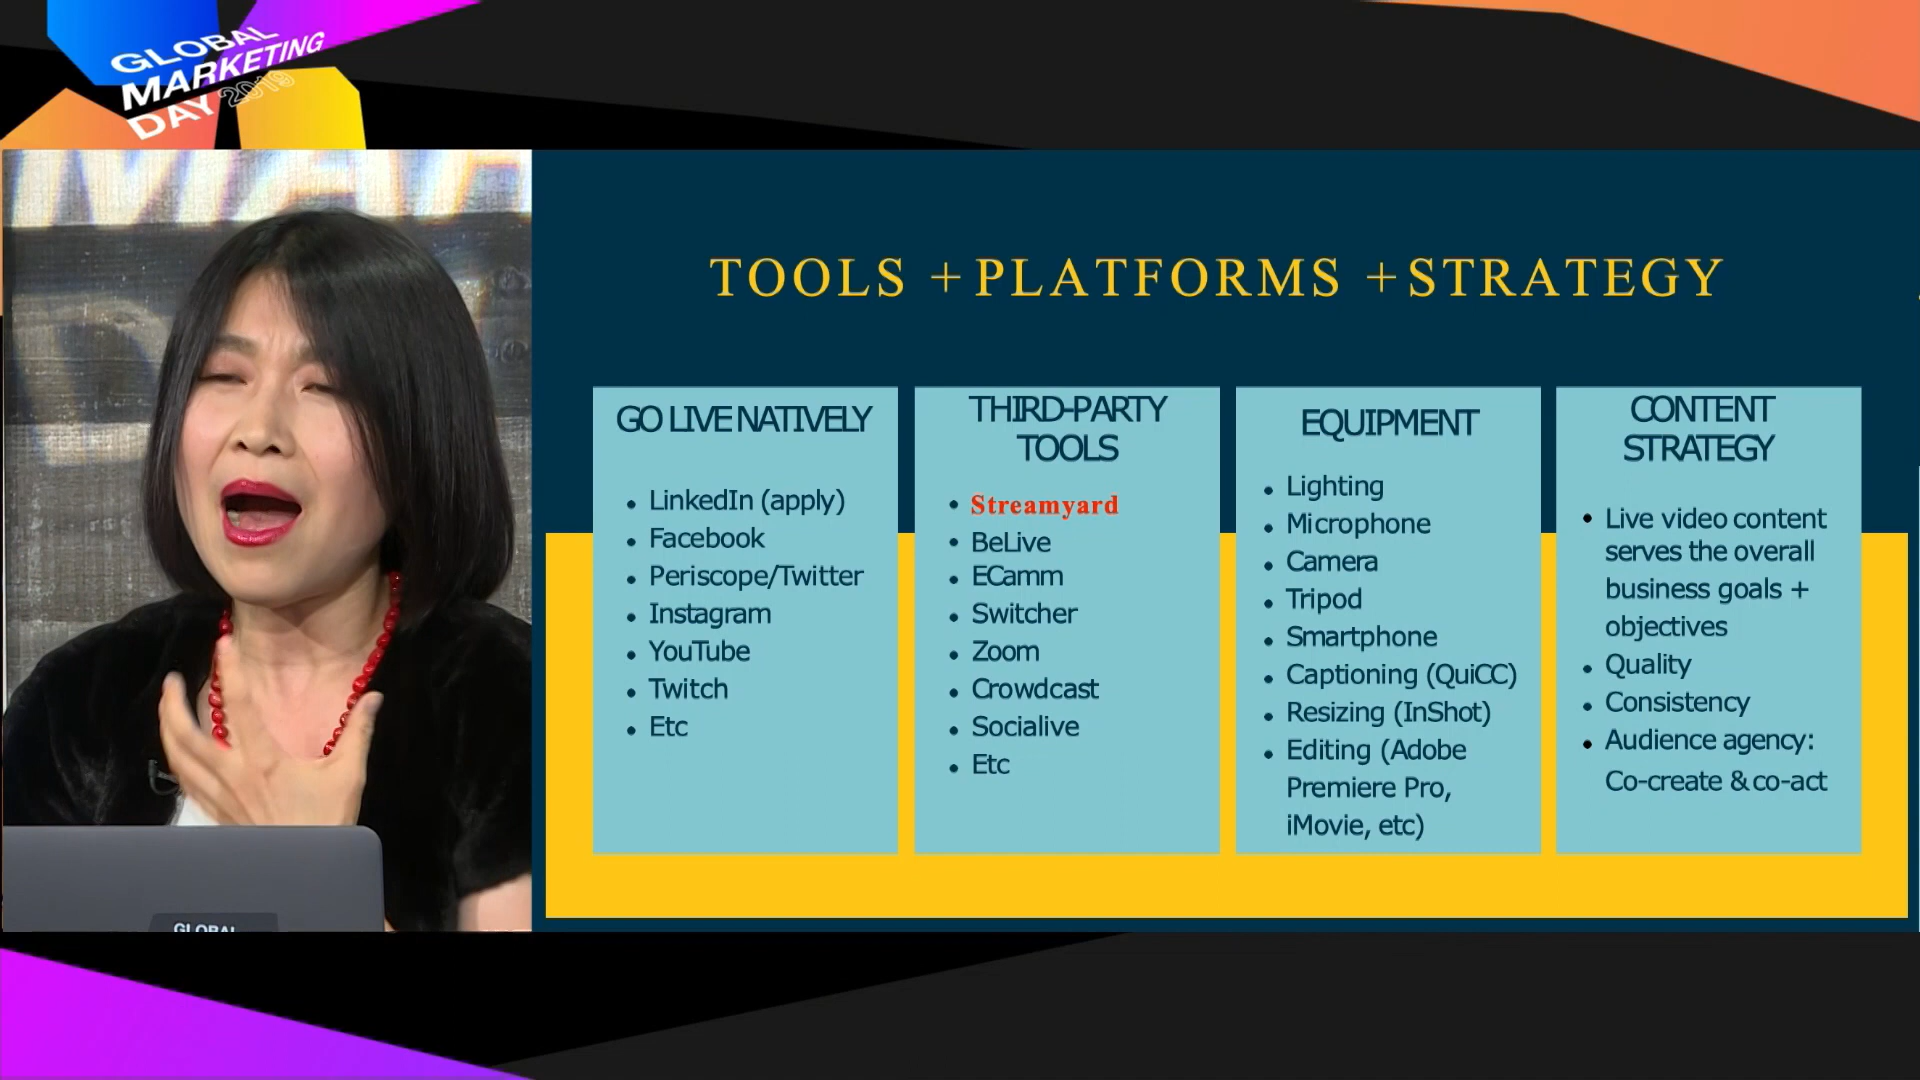 GLOBAL
MARKETING
DAY 2019
TOOLS + PLATFORMS + STRATEGY
GO LIVE NATIVELY
• LinkedIn (apply)
• Facebook
• Periscope/Twitter
• Instagram
• YouTube
• Twitch
• Etc
THIRD-PARTY
TOOLS
• Streamyard
• BeLive
• ECamm
• Switcher
• Zoom
• Crowdcast
• Socialive
• Etc
EQUIPMENT
• Lighting
• Microphone
• Camera
• Tripod
• Smartphone
• Captioning (QuiCC)
• Resizing (InShot)
• Editing (Adobe
Premiere Pro,
iMovie, etc)
CONTENT
STRATEGY
• Live video content
serves the overall
business goals +
objectives
• Quality
• Consistency
• Audience agency:
Co-create & co-act
GLOBAL